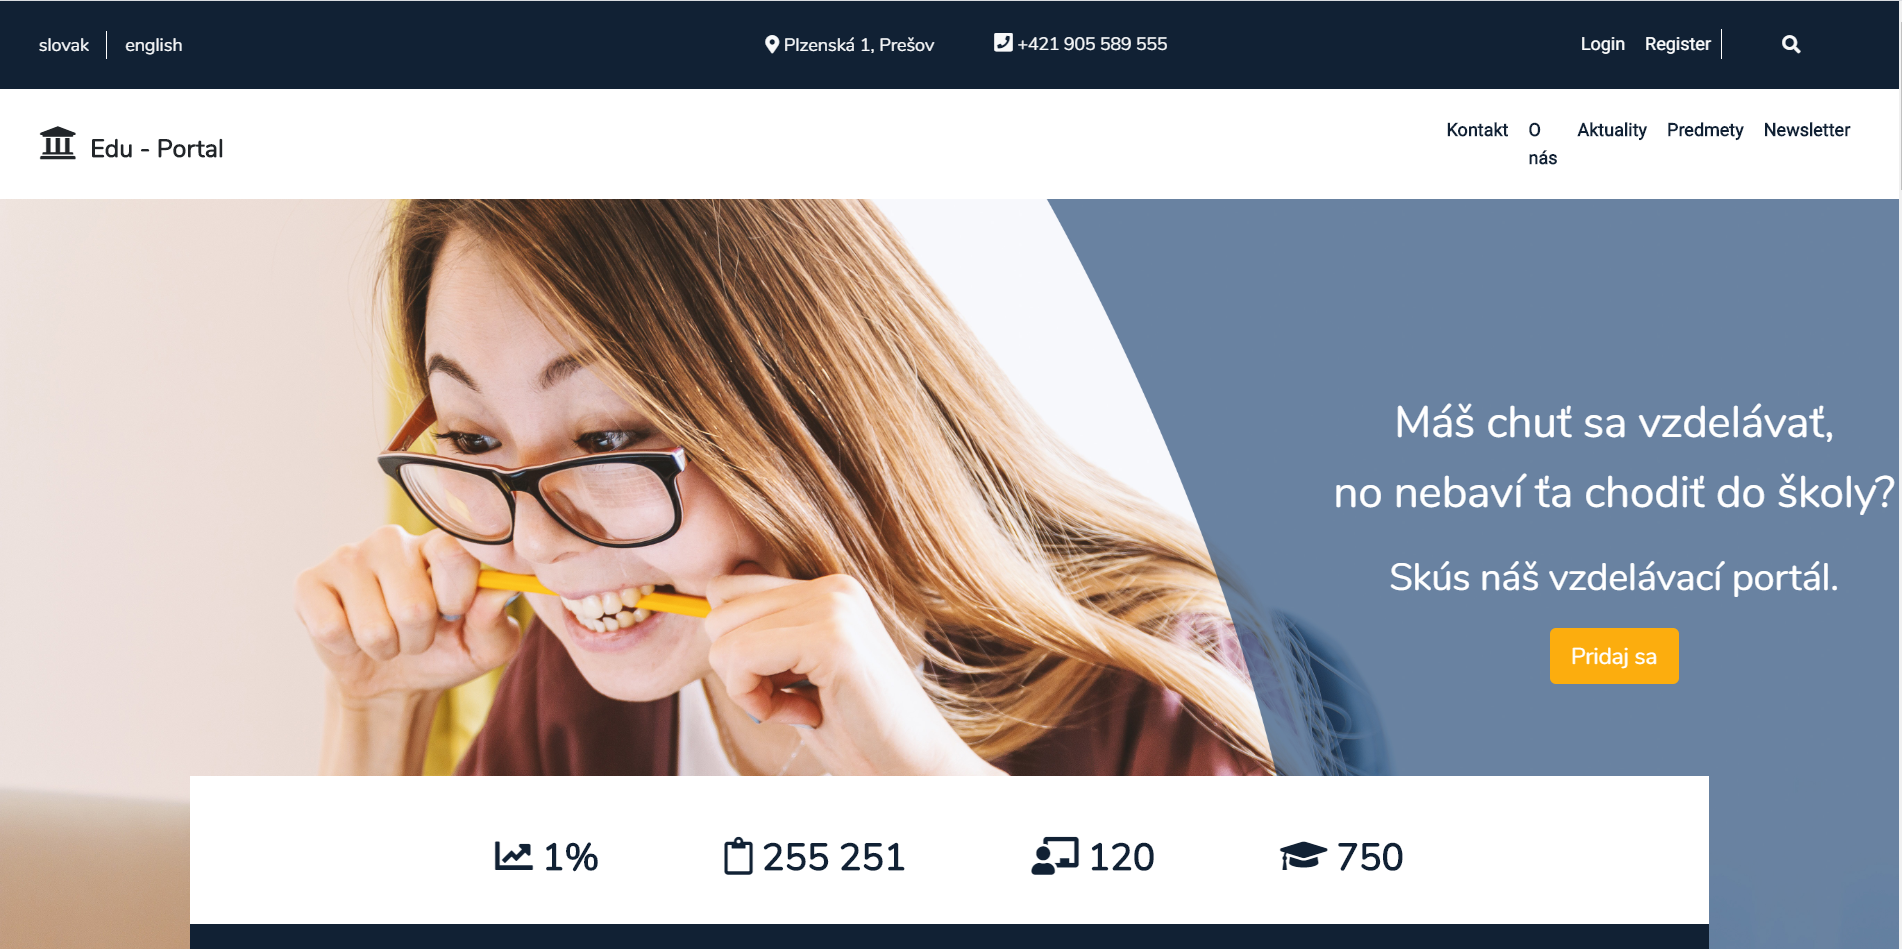 slovak english
Plzenská 1, Prešov
+421 905 589 555
Login Register
Edu - Portal
Kontakt O nás Aktuality Predmety Newsletter
Máš chuť sa vzdelávať,
no nebaví ťa chodiť do školy?
Skús náš vzdelávací portál.
Pridaj sa
1% 255 251 120 750